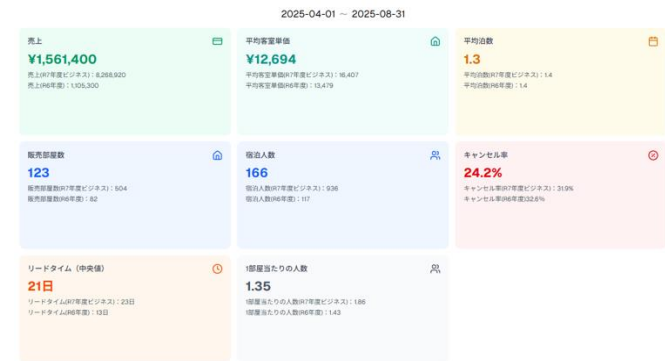 2025-04-01 ～ 2025-08-31
売上
¥1,561,400
売上(R7年度ビジネス)：8,268,920
売上(R6年度)：1,105,300
平均客室単価
¥12,694
平均客室単価(R7年度ビジネス)：16,407
平均客室単価(R6年度)：13,479
平均泊数
1.3
平均泊数(R7年度ビジネス)：1.4
平均泊数(R6年度)：1.4
販売部屋数
123
販売部屋数(R7年度ビジネス)：504
販売部屋数(R6年度)：82
宿泊人数
166
宿泊人数(R7年度ビジネス)：936
宿泊人数(R6年度)：117
キャンセル率
24.2%
キャンセル率(R7年度ビジネス)：31.9%
キャンセル率(R6年度)32.6%
リードタイム（中央値）
21日
リードタイム(R7年度ビジネス)：23日
リードタイム(R6年度)：13日
1部屋当たりの人数
1.35
1部屋当たりの人数(R7年度ビジネス)：1.86
1部屋当たりの人数(R6年度)：1.43